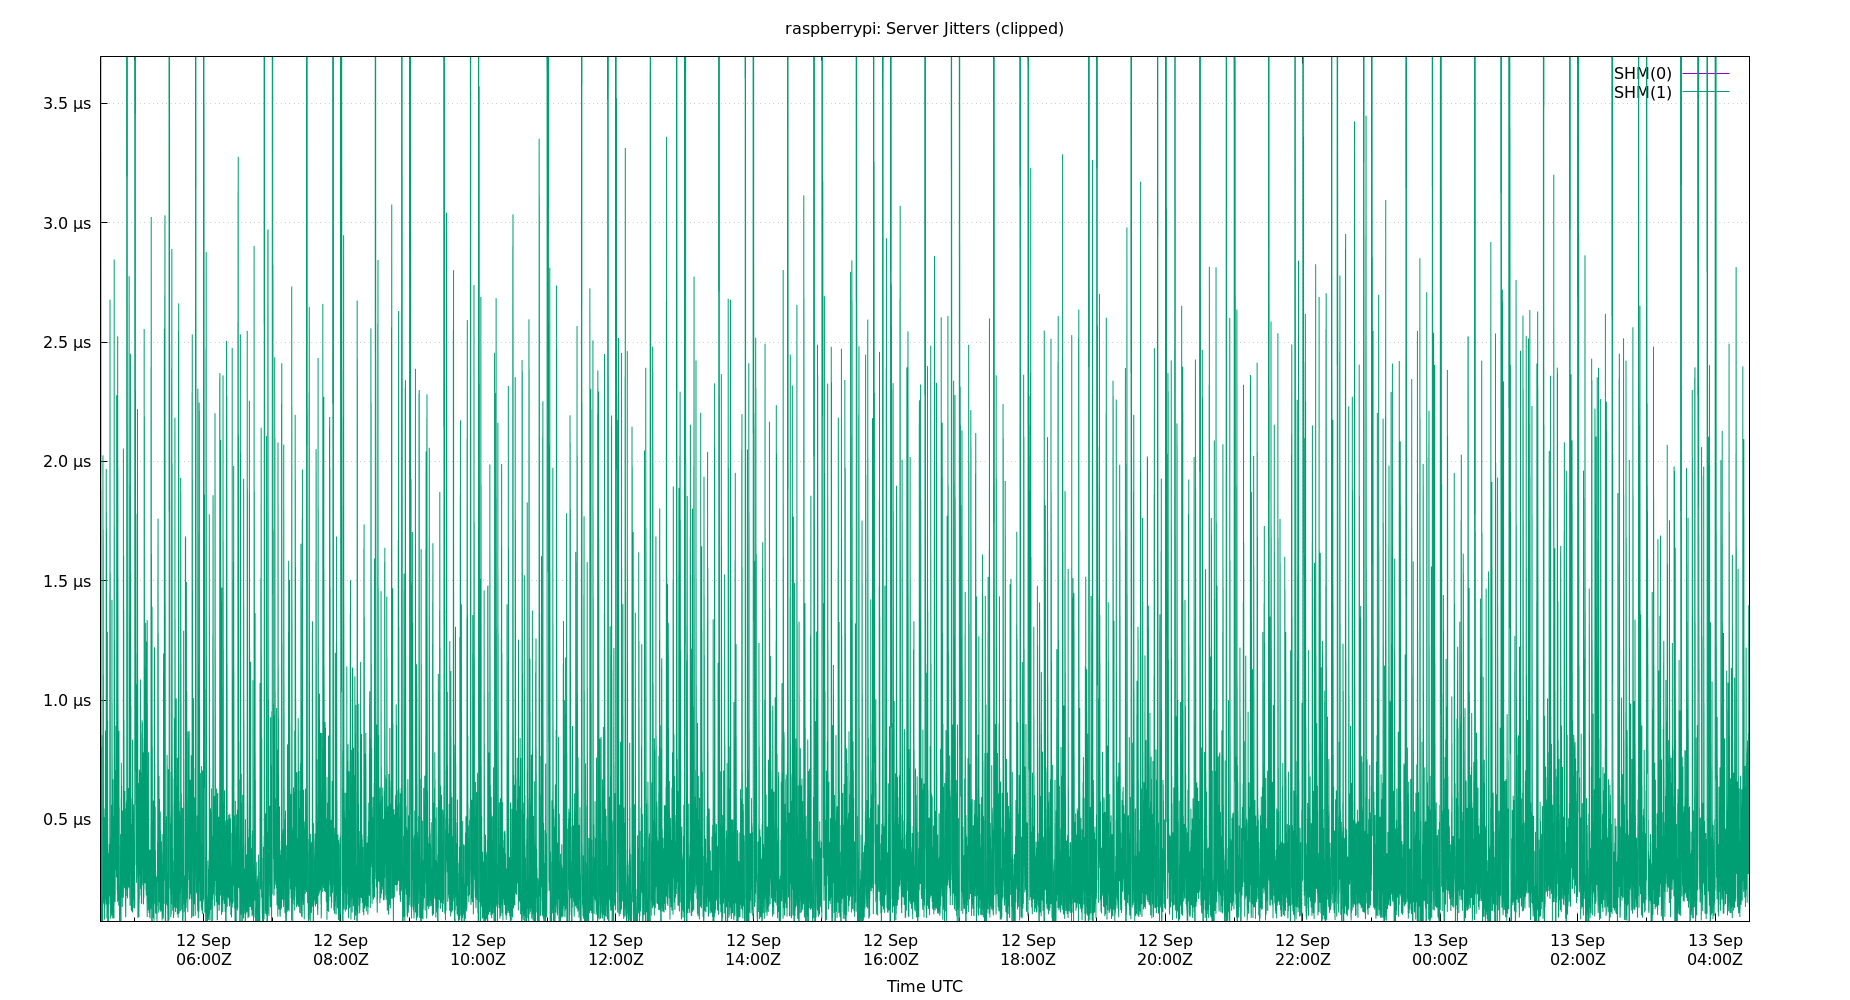 raspberrypi: Server Jitters (clipped)
SHM(0)
SHM(1)
3.5 µs
3.0 µs
2.5 µs
2.0 µs
1.5 µs
1.0 µs
0.5 µs
12 Sep 12 Sep 12 Sep 12 Sep 12 Sep 12 Sep 12 Sep 12 Sep 12 Sep 13 Sep 13 Sep 13 Sep
06:00Z 08:00Z 10:00Z 12:00Z 14:00Z 16:00Z 18:00Z 20:00Z 22:00Z 00:00Z 02:00Z 04:00Z
Time UTC